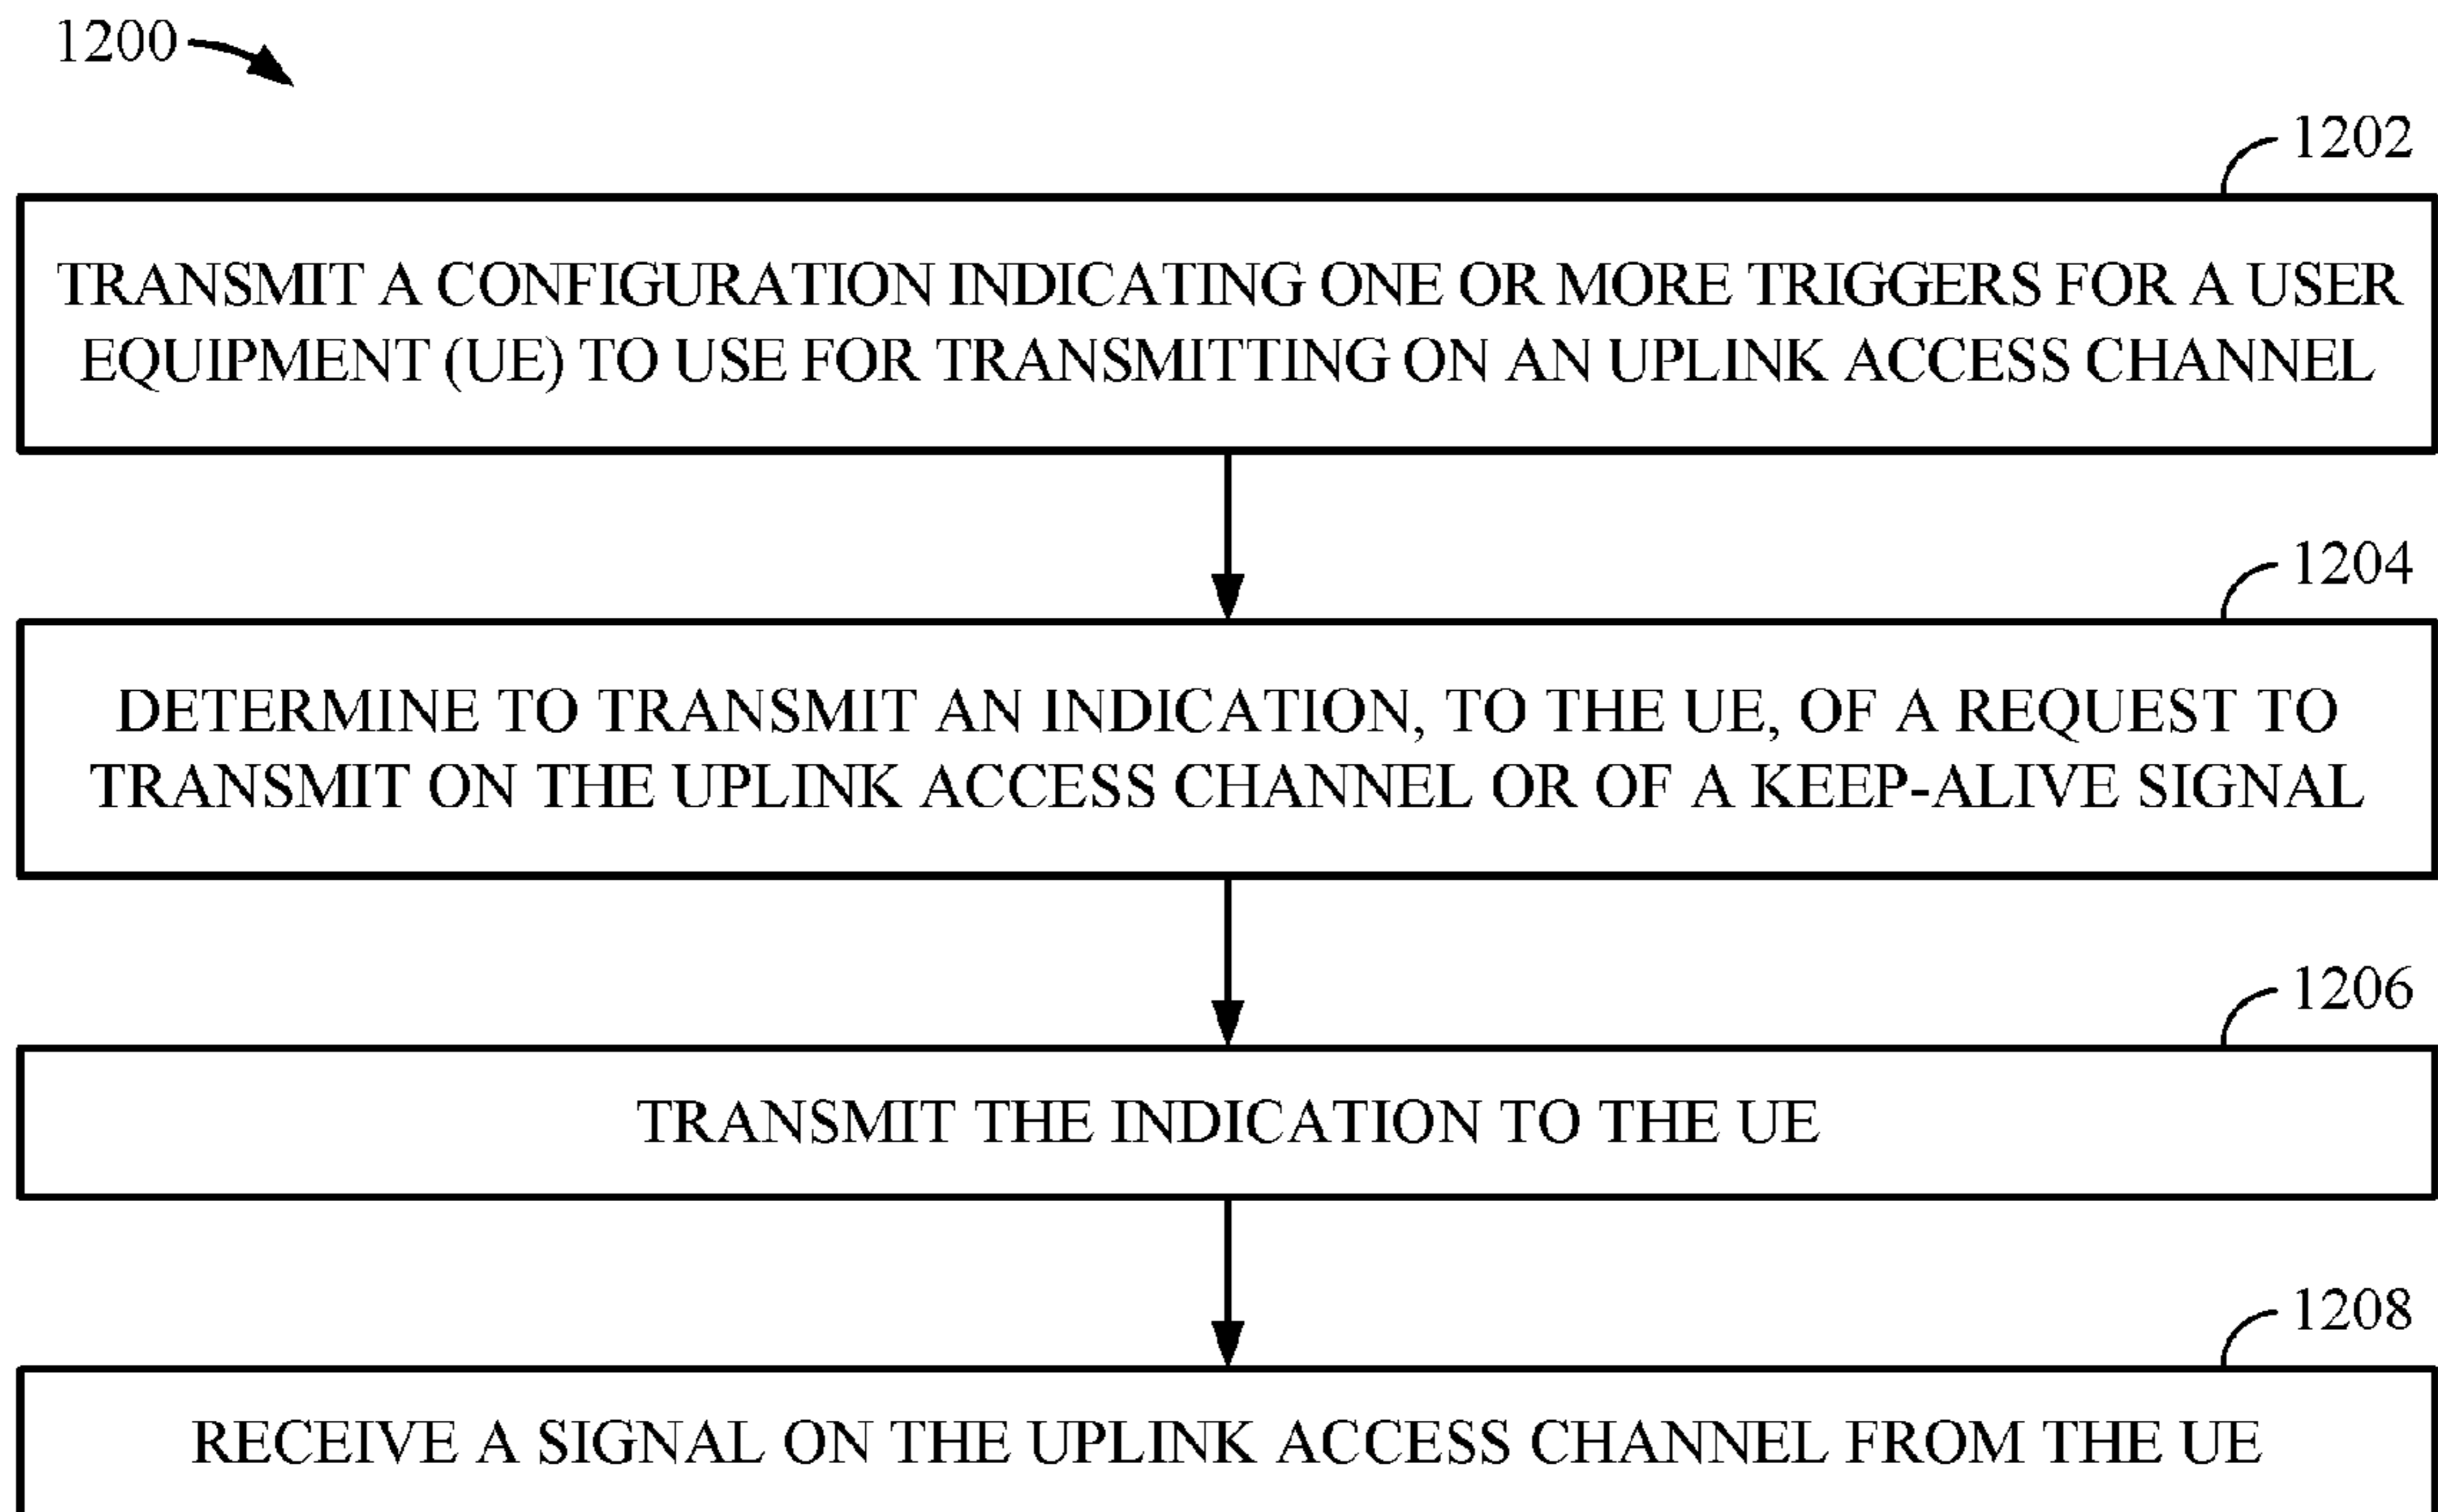 1200
1202
TRANSMIT A CONFIGURATION INDICATING ONE OR MORE TRIGGERS FOR A USER
EQUIPMENT (UE) TO USE FOR TRANSMITTING ON AN UPLINK ACCESS CHANNEL
1204
DETERMINE TO TRANSMIT AN INDICATION, TO THE UE, OF A REQUEST TO
TRANSMIT ON THE UPLINK ACCESS CHANNEL OR OF A KEEP-ALIVE SIGNAL
1206
TRANSMIT THE INDICATION TO THE UE
1208
RECEIVE A SIGNAL ON THE UPLINK ACCESS CHANNEL FROM THE UE